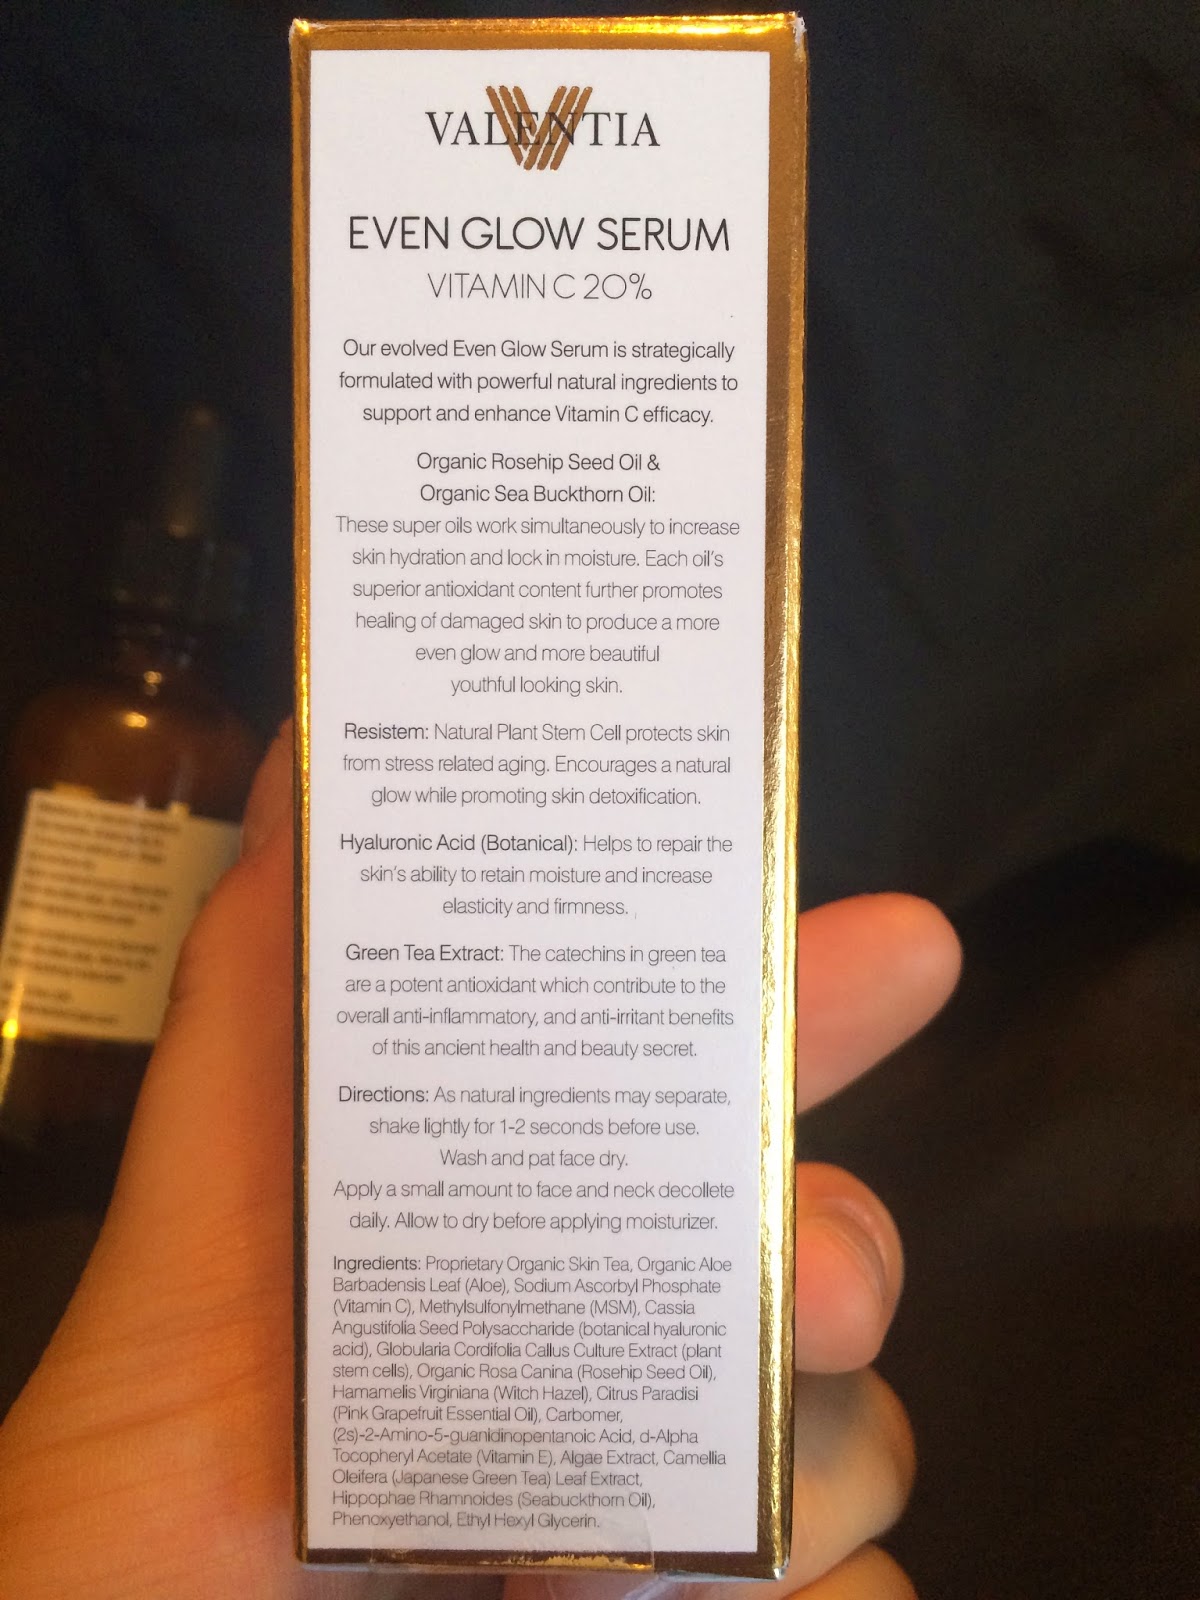 VALENTIA
EVEN GLOW SERUM
VITAMIN C 20%
Our evolved Even Glow Serum is strategically
formulated with powerful natural ingredients to
support and enhance Vitamin C efficacy.
Organic Rosehip Seed Oil &
Organic Sea Buckthorn Oil:
These super oils work simultaneously to increase
skin hydration and lock in moisture. Each oil's
superior antioxidant content further promotes
healing of damaged skin to produce a more
even glow and more beautiful
youthful looking skin.
Resistem: Natural Plant Stem Cell protects skin
from stress related aging. Encourages a natural
glow while promoting skin detoxification.
Hyaluronic Acid (Botanical): Helps to repair the
skin's ability to retain moisture and increase
elasticity and firmness.
Green Tea Extract: The catechins in green tea
are a potent antioxidant which contribute to the
overall anti-inflammatory, and anti-irritant benefits
of this ancient health and beauty secret.
Directions: As natural ingredients may separate,
shake lightly for 1-2 seconds before use.
Wash and pat face dry.
Apply a small amount to face and neck decollete
daily. Allow to dry before applying moisturizer.
Ingredients: Proprietary Organic Skin Tea, Organic Aloe
Barbadensis Leaf (Aloe), Sodium Ascorbyl Phosphate
(Vitamin C), Methylsulfonylmethane (MSM), Cassia
Angustifolia Seed Polysaccharide (botanical hyaluronic
acid), Globularia Cordifolia Callus Culture Extract (plant
stem cells), Organic Rosa Canina (Rosehip Seed Oil),
Hamamelis Virginiana (Witch Hazel), Citrus Paradisi
(Pink Grapefruit Essential Oil), Carbomer,
(2s)-2-Amino-5-guanidinopentanoic Acid, d-Alpha
Tocopheryl Acetate (Vitamin E), Algae Extract, Camellia
Oleifera (Japanese Green Tea) Leaf Extract,
Hippophae Rhamnoides (Seabuckthorn Oil),
Phenoxyethanol, Ethyl Hexyl Glycerin.